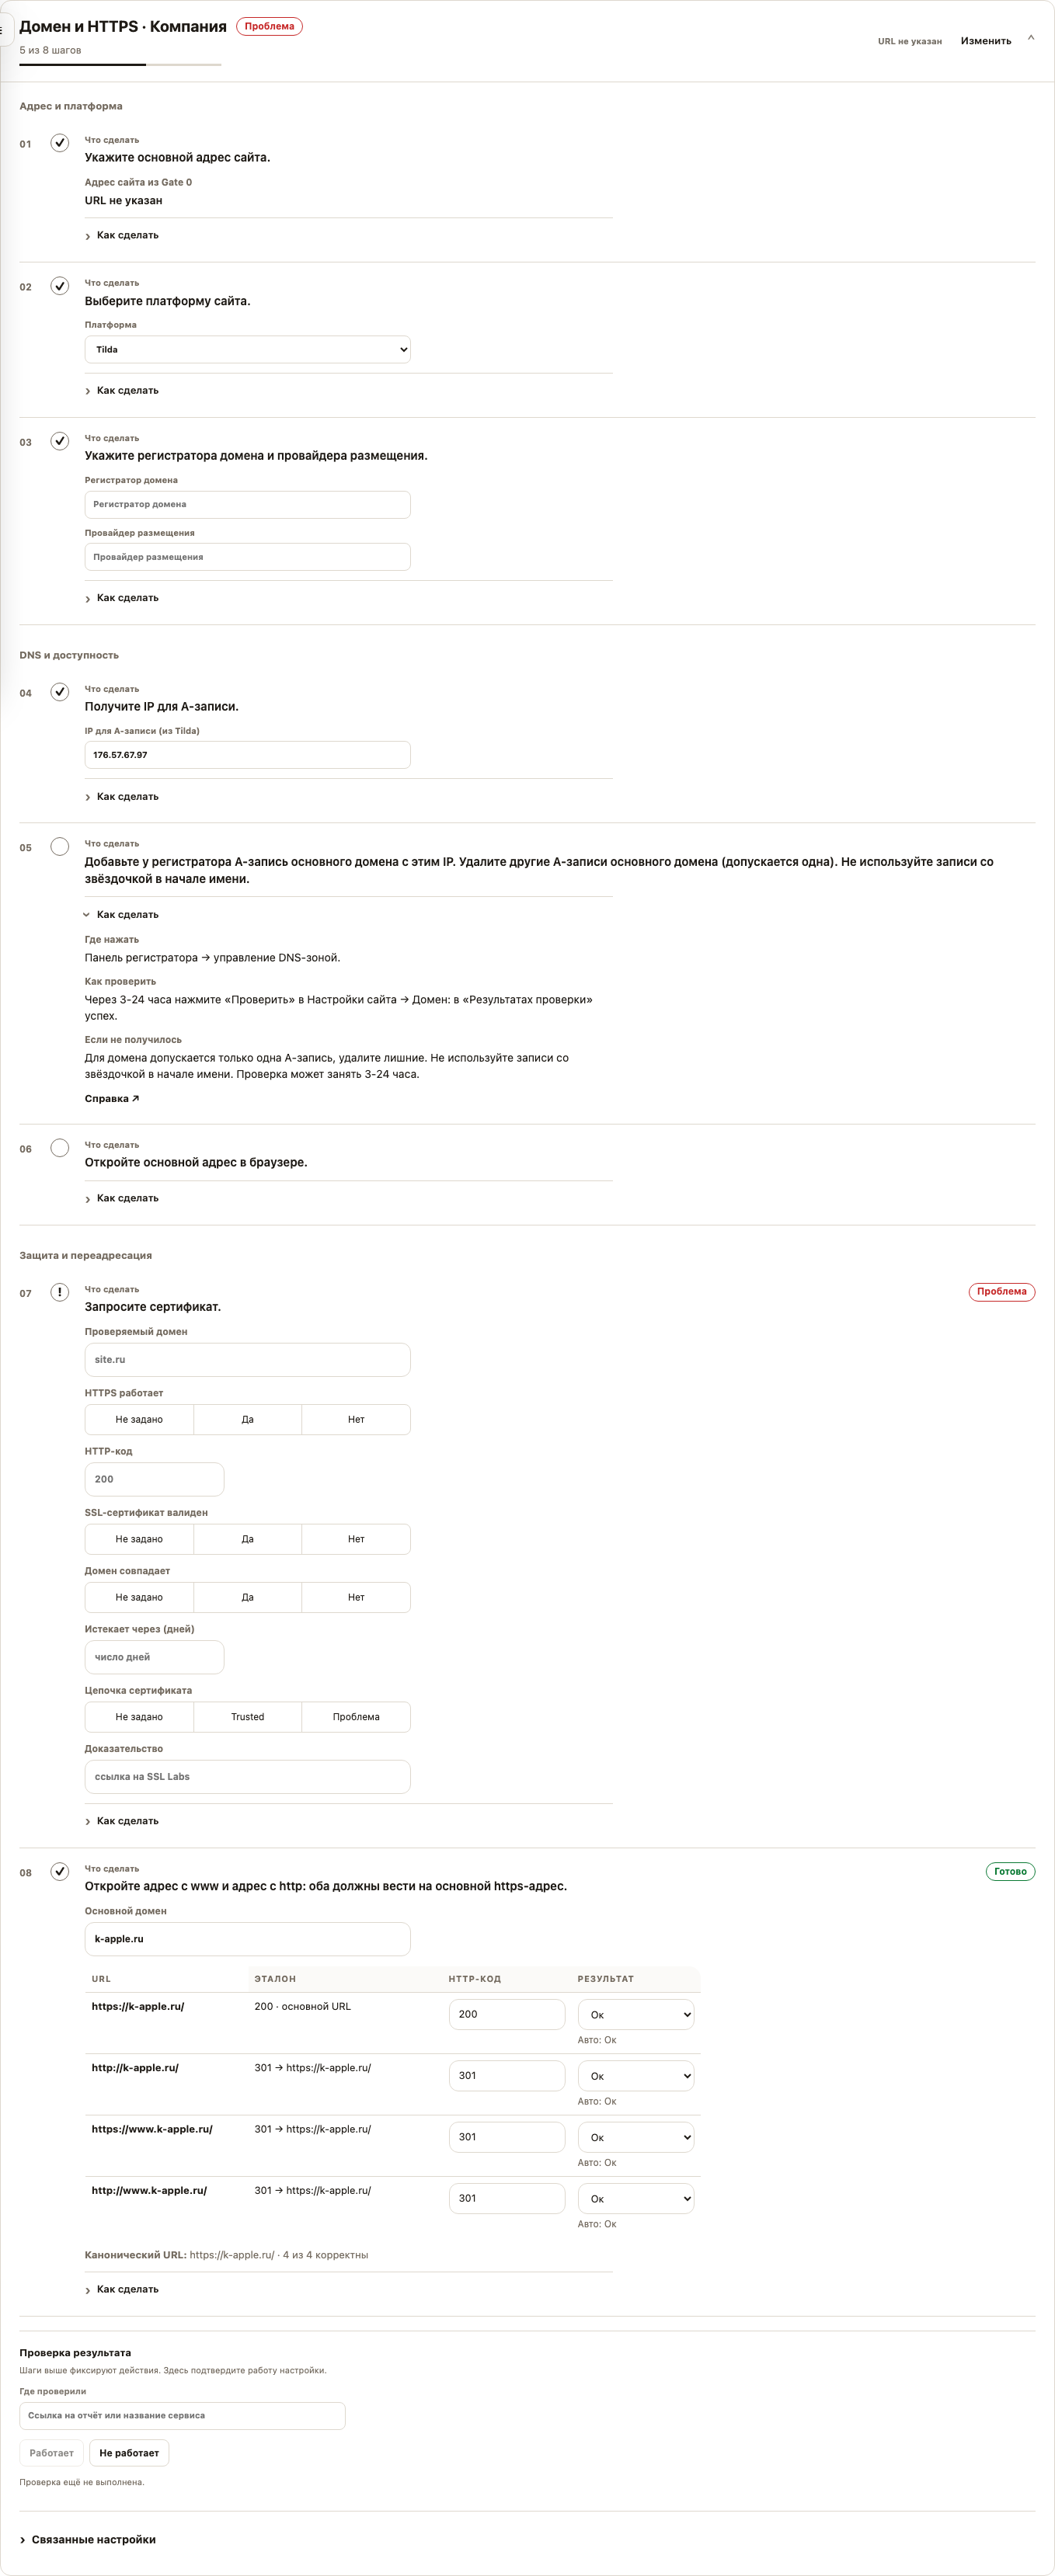 Домен и HTTPS · Компания
Проблема
5 из 8 шагов
URL не указан
Изменить
Адрес и платформа
01
Что сделать
Укажите основной адрес сайта.
Адрес сайта из Gate 0
URL не указан
Как сделать
02
Что сделать
Выберите платформу сайта.
Платформа
Tilda
Как сделать
03
Что сделать
Укажите регистратора домена и провайдера размещения.
Регистратор домена
Регистратор домена
Провайдер размещения
Провайдер размещения
Как сделать
DNS и доступность
04
Что сделать
Получите IP для А-записи.
IP для А-записи (из Tilda)
176.57.67.97
Как сделать
05
Что сделать
Добавьте у регистратора А-запись основного домена с этим IP. Удалите другие А-записи основного домена (допускается одна). Не используйте записи со
звёздочкой в начале имени.
Как сделать
Где нажать
Панель регистратора → управление DNS-зоной.
Как проверить
Через 3-24 часа нажмите «Проверить» в Настройки сайта → Домен: в «Результатах проверки»
успех.
Если не получилось
Для домена допускается только одна А-запись, удалите лишние. Не используйте записи со
звёздочкой в начале имени. Проверка может занять 3-24 часа.
Справка ↗
06
Что сделать
Откройте основной адрес в браузере.
Как сделать
Защита и переадресация
07
!
Что сделать
Проблема
Запросите сертификат.
Проверяемый домен
site.ru
HTTPS работает
Не задано Да Нет
HTTP-код
200
SSL-сертификат валиден
Не задано Да Нет
Домен совпадает
Не задано Да Нет
Истекает через (дней)
число дней
Цепочка сертификата
Не задано Trusted Проблема
Доказательство
ссылка на SSL Labs
Как сделать
08
Что сделать
Готово
Откройте адрес с www и адрес с http: оба должны вести на основной https-адрес.
Основной домен
k-apple.ru
URL ЭТАЛОН HTTP-КОД РЕЗУЛЬТАТ
https://k-apple.ru/ 200 · основной URL 200 Ок
Авто: Ок
http://k-apple.ru/ 301 → https://k-apple.ru/ 301 Ок
Авто: Ок
https://www.k-apple.ru/ 301 → https://k-apple.ru/ 301 Ок
Авто: Ок
http://www.k-apple.ru/ 301 → https://k-apple.ru/ 301 Ок
Авто: Ок
Канонический URL: https://k-apple.ru/ · 4 из 4 корректны
Как сделать
Проверка результата
Шаги выше фиксируют действия. Здесь подтвердите работу настройки.
Где проверили
Ссылка на отчёт или название сервиса
Работает Не работает
Проверка ещё не выполнена.
Связанные настройки